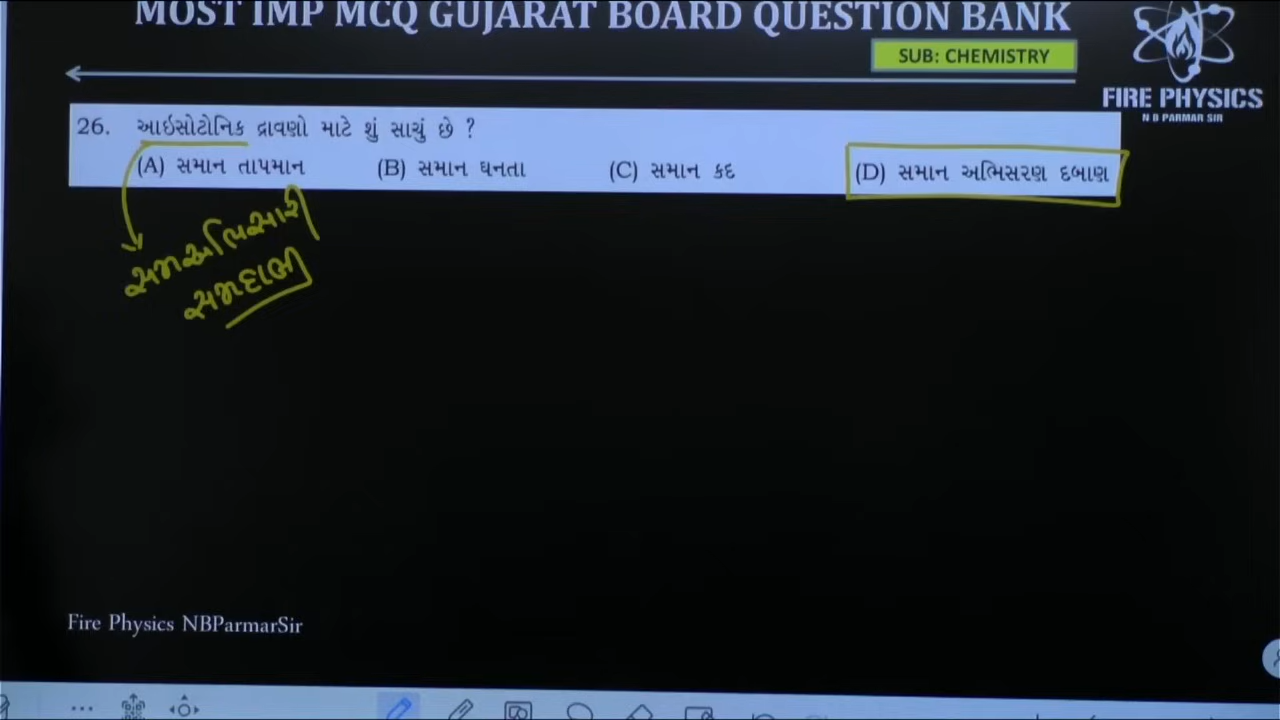 MOST IMP MCQ GUJARAT BOARD QUESTION BANK
SUB: CHEMISTRY
FIRE PHYSICS
N B PARMAR SIR
26. આઇસોટોનિક દ્રાવણો માટે શું સાચું છે ?
(A) સમાન તાપમાન (B) સમાન ઘનતા (C) સમાન કદ (D) સમાન અભિસરણ દબાણ
સમઅભિસારી
સમદાબી
Fire Physics NBParmarSir